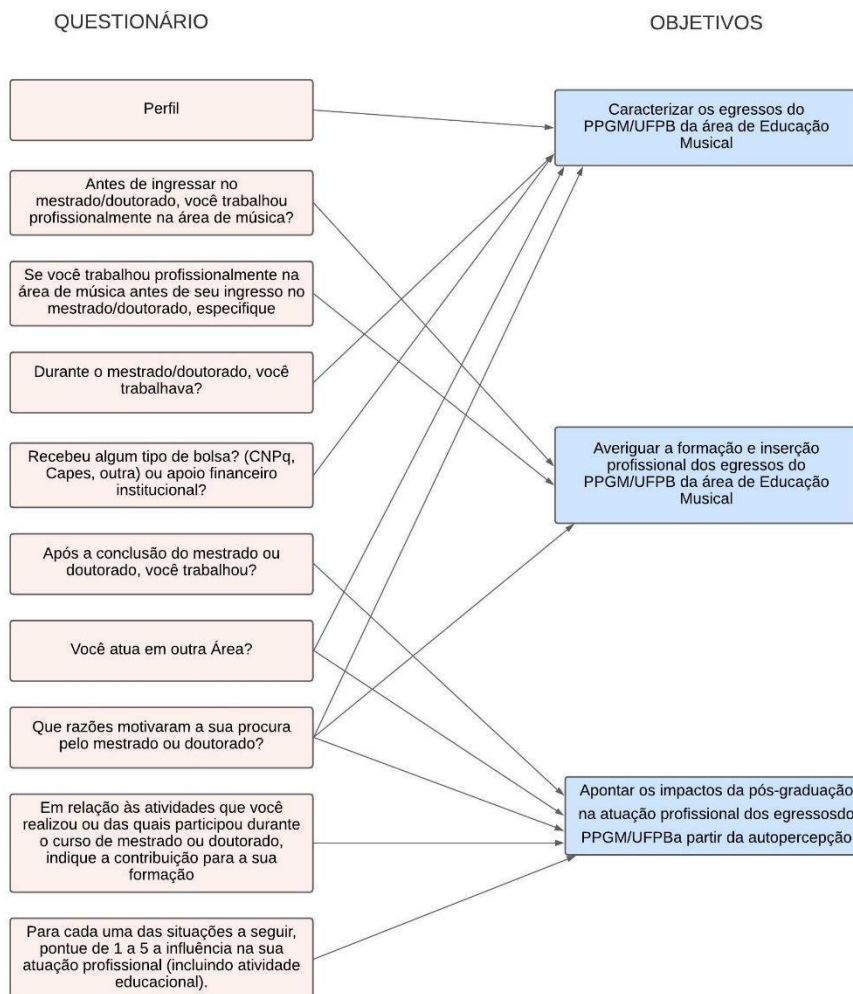 QUESTIONÁRIO
OBJETIVOS
Perfil
Antes de ingressar no
mestrado/doutorado, você trabalhou
profissionalmente na área de música?
Se você trabalhou profissionalmente na
área de música antes de seu ingresso no
mestrado/doutorado, especifique
Durante o mestrado/doutorado, você
trabalhava?
Recebeu algum tipo de bolsa? (CNPq,
Capes, outra) ou apoio financeiro
institucional?
Após a conclusão do mestrado ou
doutorado, você trabalhou?
Você atua em outra Área?
Que razões motivaram a sua procura
pelo mestrado ou doutorado?
Em relação às atividades que você
realizou ou das quais participou durante
o curso de mestrado ou doutorado,
indique a contribuição para a sua
formação
Para cada uma das situações a seguir,
pontue de 1 a 5 a influência na sua
atuação profissional (incluindo atividade
educacional).
Caracterizar os egressos do
PPGM/UFPB da área de Educação
Musical
Averiguar a formação e inserção
profissional dos egressos do
PPGM/UFPB da área de Educação
Musical
Apontar os impactos da pós-graduação
na atuação profissional dos egressosdo
PPGM/UFPBa partir da autopercepção